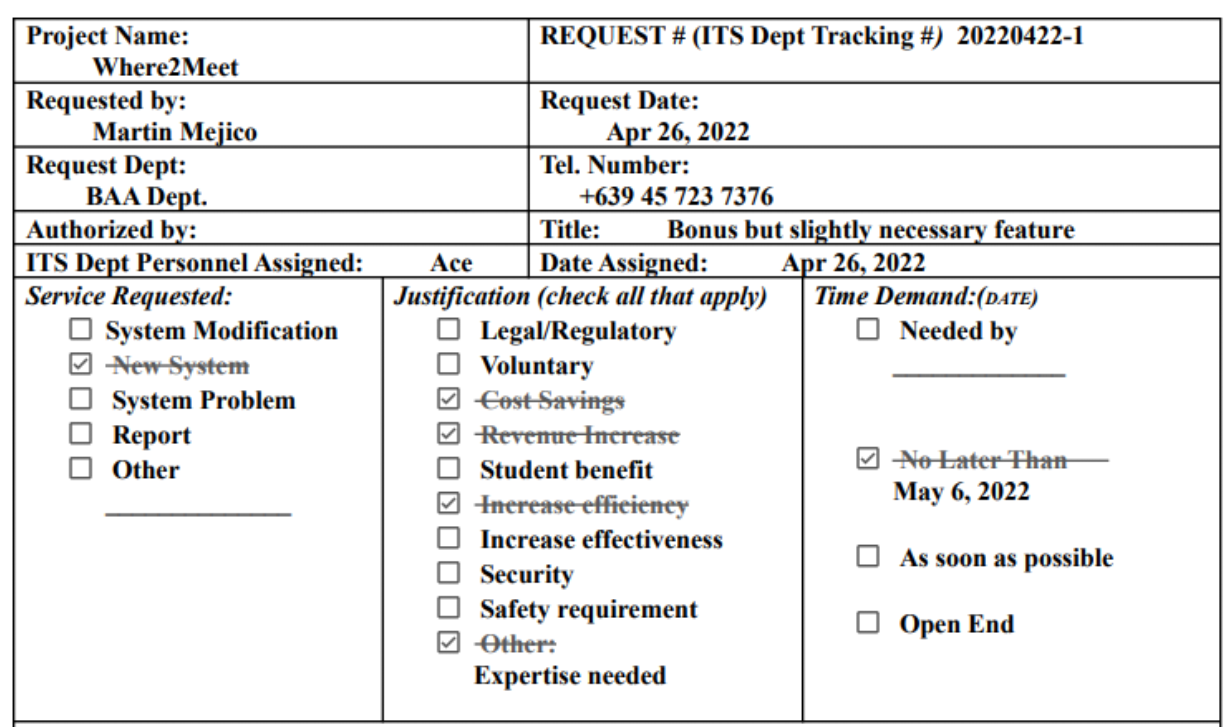 Project Name:
Where2Meet
REQUEST # (ITS Dept Tracking #) 20220422-1
Requested by:
Martin Mejico
Request Date:
Apr 26, 2022
Request Dept:
BAA Dept.
Tel. Number:
+639 45 723 7376
Authorized by:
Title: Bonus but slightly necessary feature
ITS Dept Personnel Assigned: Ace
Date Assigned: Apr 26, 2022
Service Requested:
☐ System Modification
☑ New System
☐ System Problem
☐ Report
☐ Other
______________
Justification (check all that apply)
☐ Legal/Regulatory
☐ Voluntary
☑ Cost Savings
☑ Revenue Increase
☐ Student benefit
☑ Increase efficiency
☐ Increase effectiveness
☐ Security
☐ Safety requirement
☑ Other:
Expertise needed
Time Demand:(DATE)
☐ Needed by
_____________
☑ No Later Than
May 6, 2022
☐ As soon as possible
☐ Open End